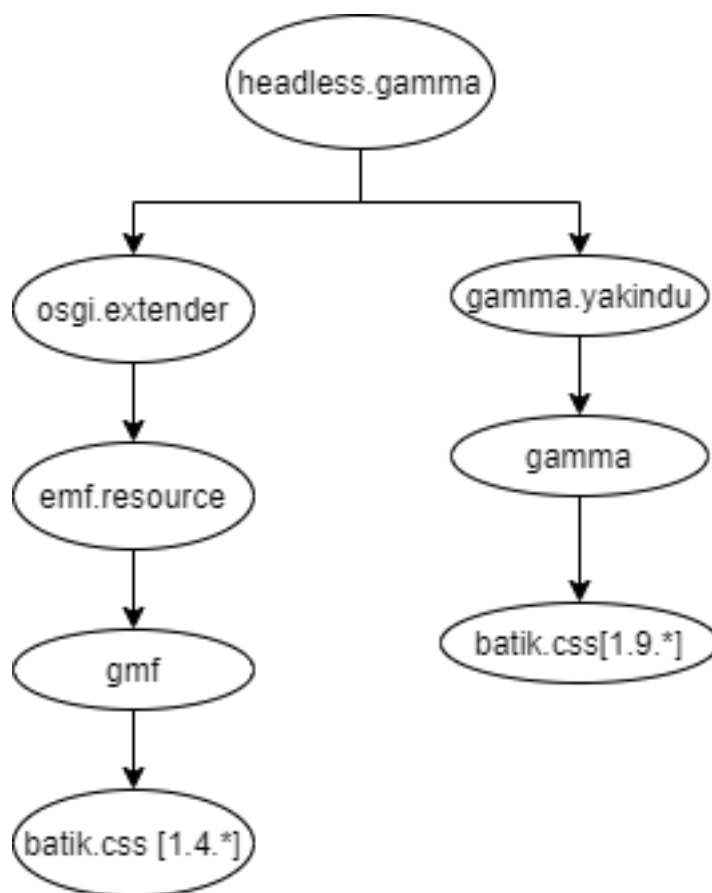 headless.gamma
osgi.extender
gamma.yakindu
emf.resource
gamma
gmf
batik.css[1.9.*]
batik.css [1.4.*]